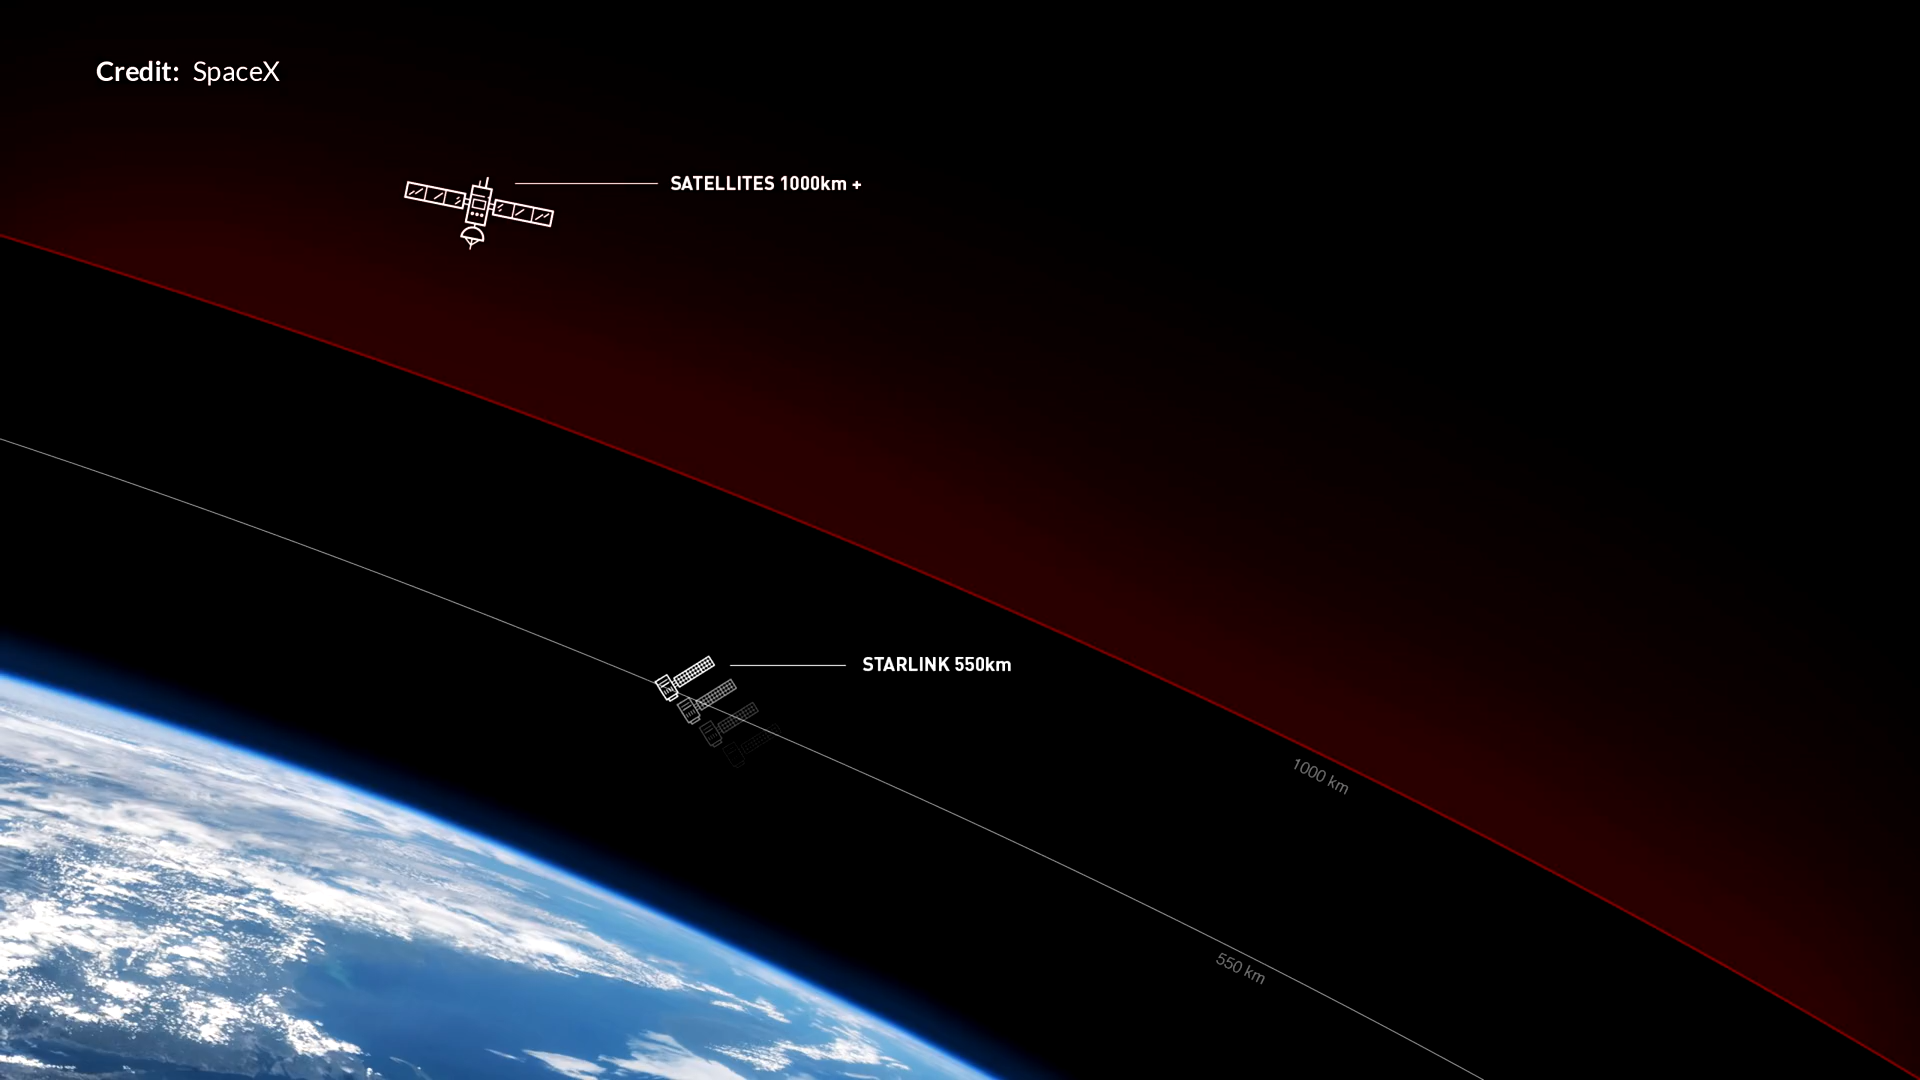 Credit: SpaceX
SATELLITES 1000km +
STARLINK 550km
1000 km
550 km